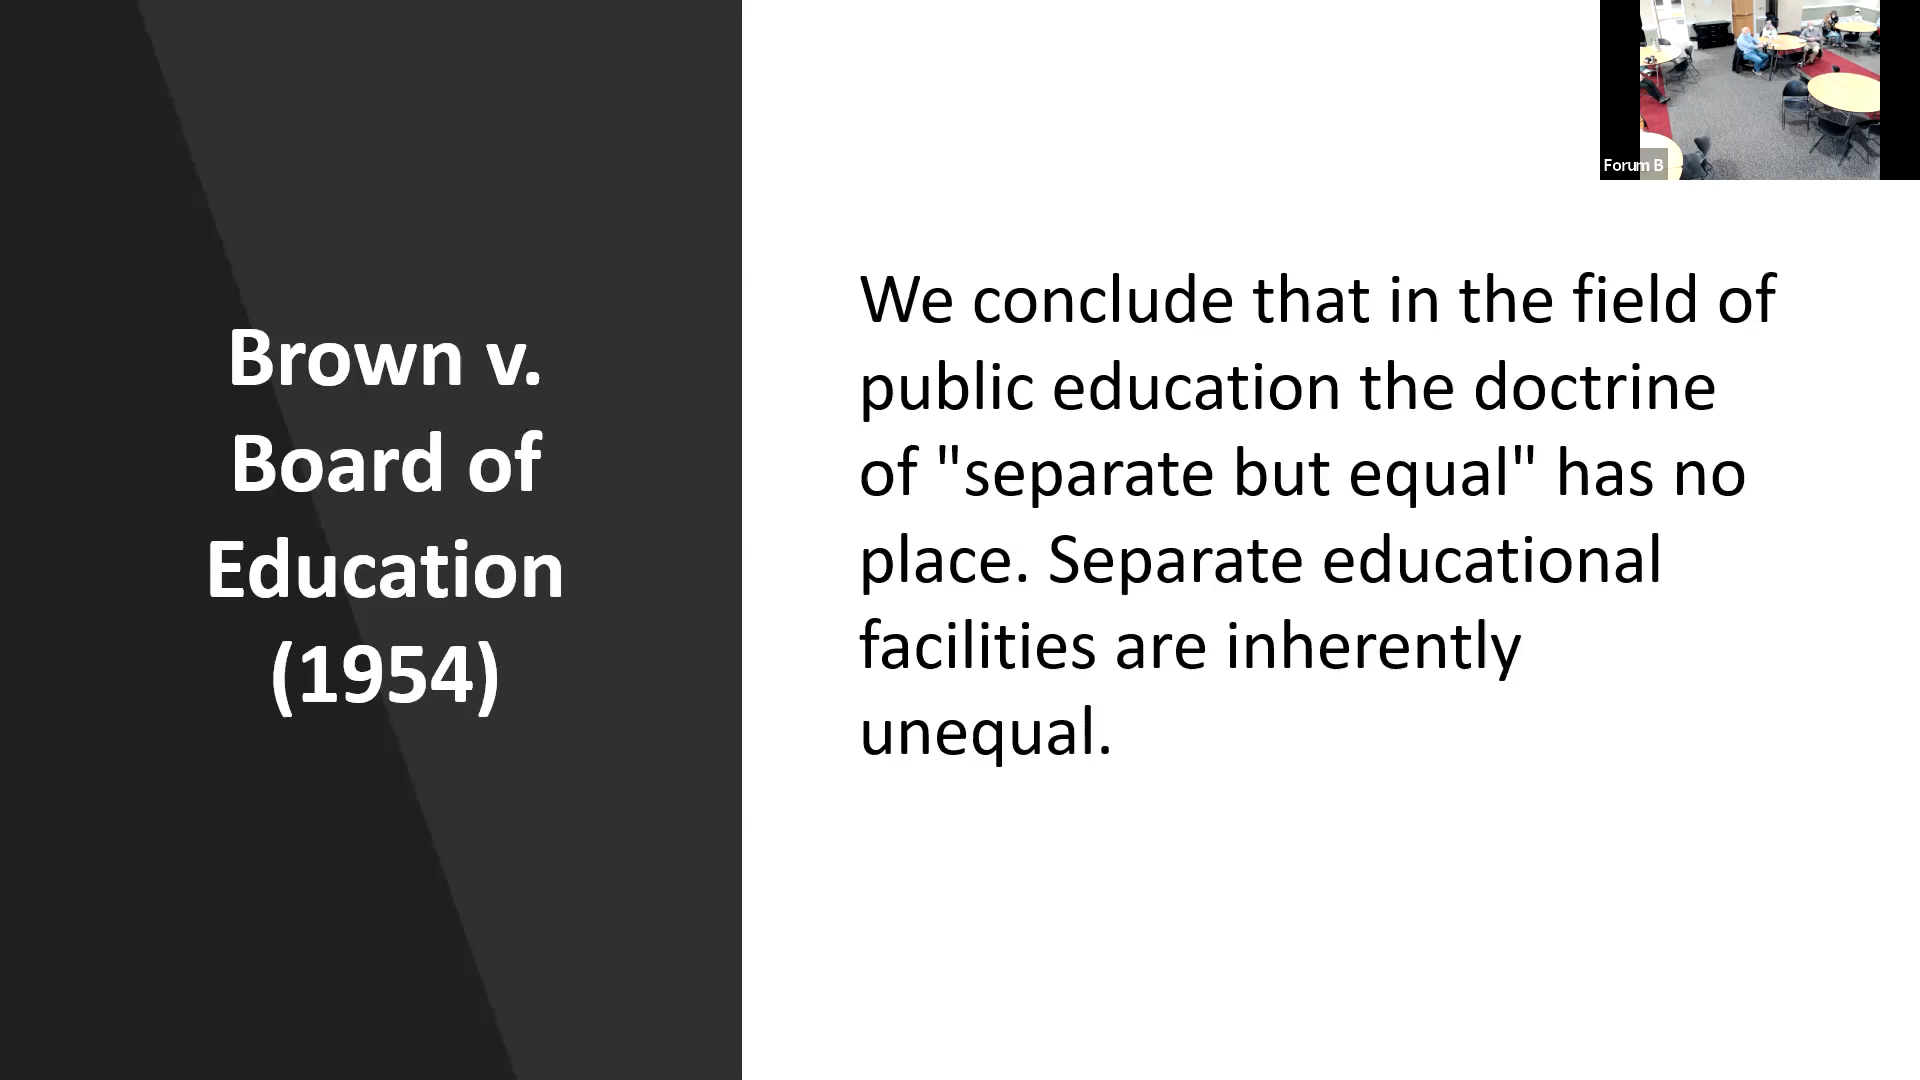 Brown v.
Board of
Education
(1954)
We conclude that in the field of
public education the doctrine
of "separate but equal" has no
place. Separate educational
facilities are inherently
unequal.
Forum B